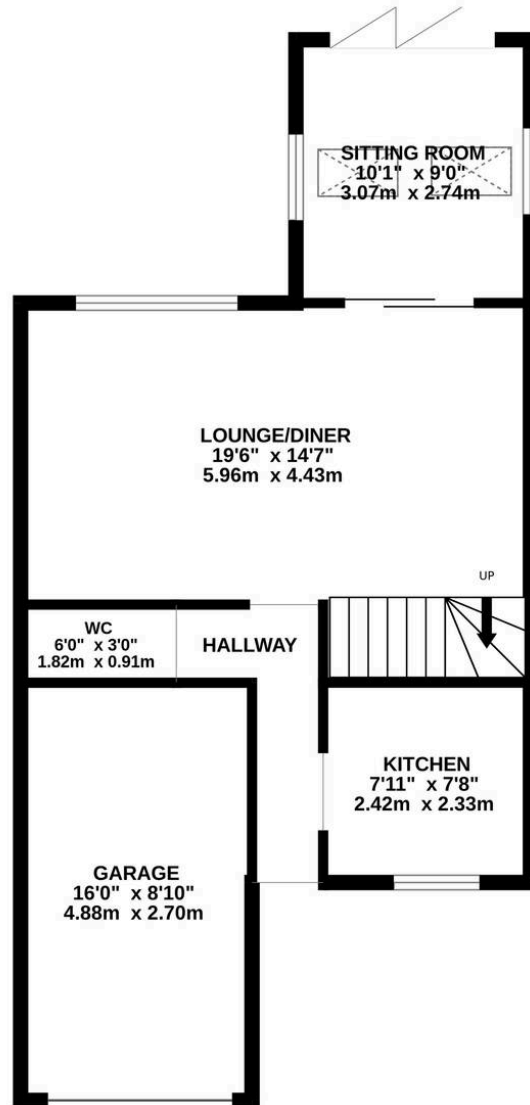 SITTING ROOM
10'1" x 9'0"
3.07m x 2.74m
LOUNGE/DINER
19'6" x 14'7"
5.96m x 4.43m
UP
WC
6'0" x 3'0"
1.82m x 0.91m
HALLWAY
KITCHEN
7'11" x 7'8"
2.42m x 2.33m
GARAGE
16'0" x 8'10"
4.88m x 2.70m